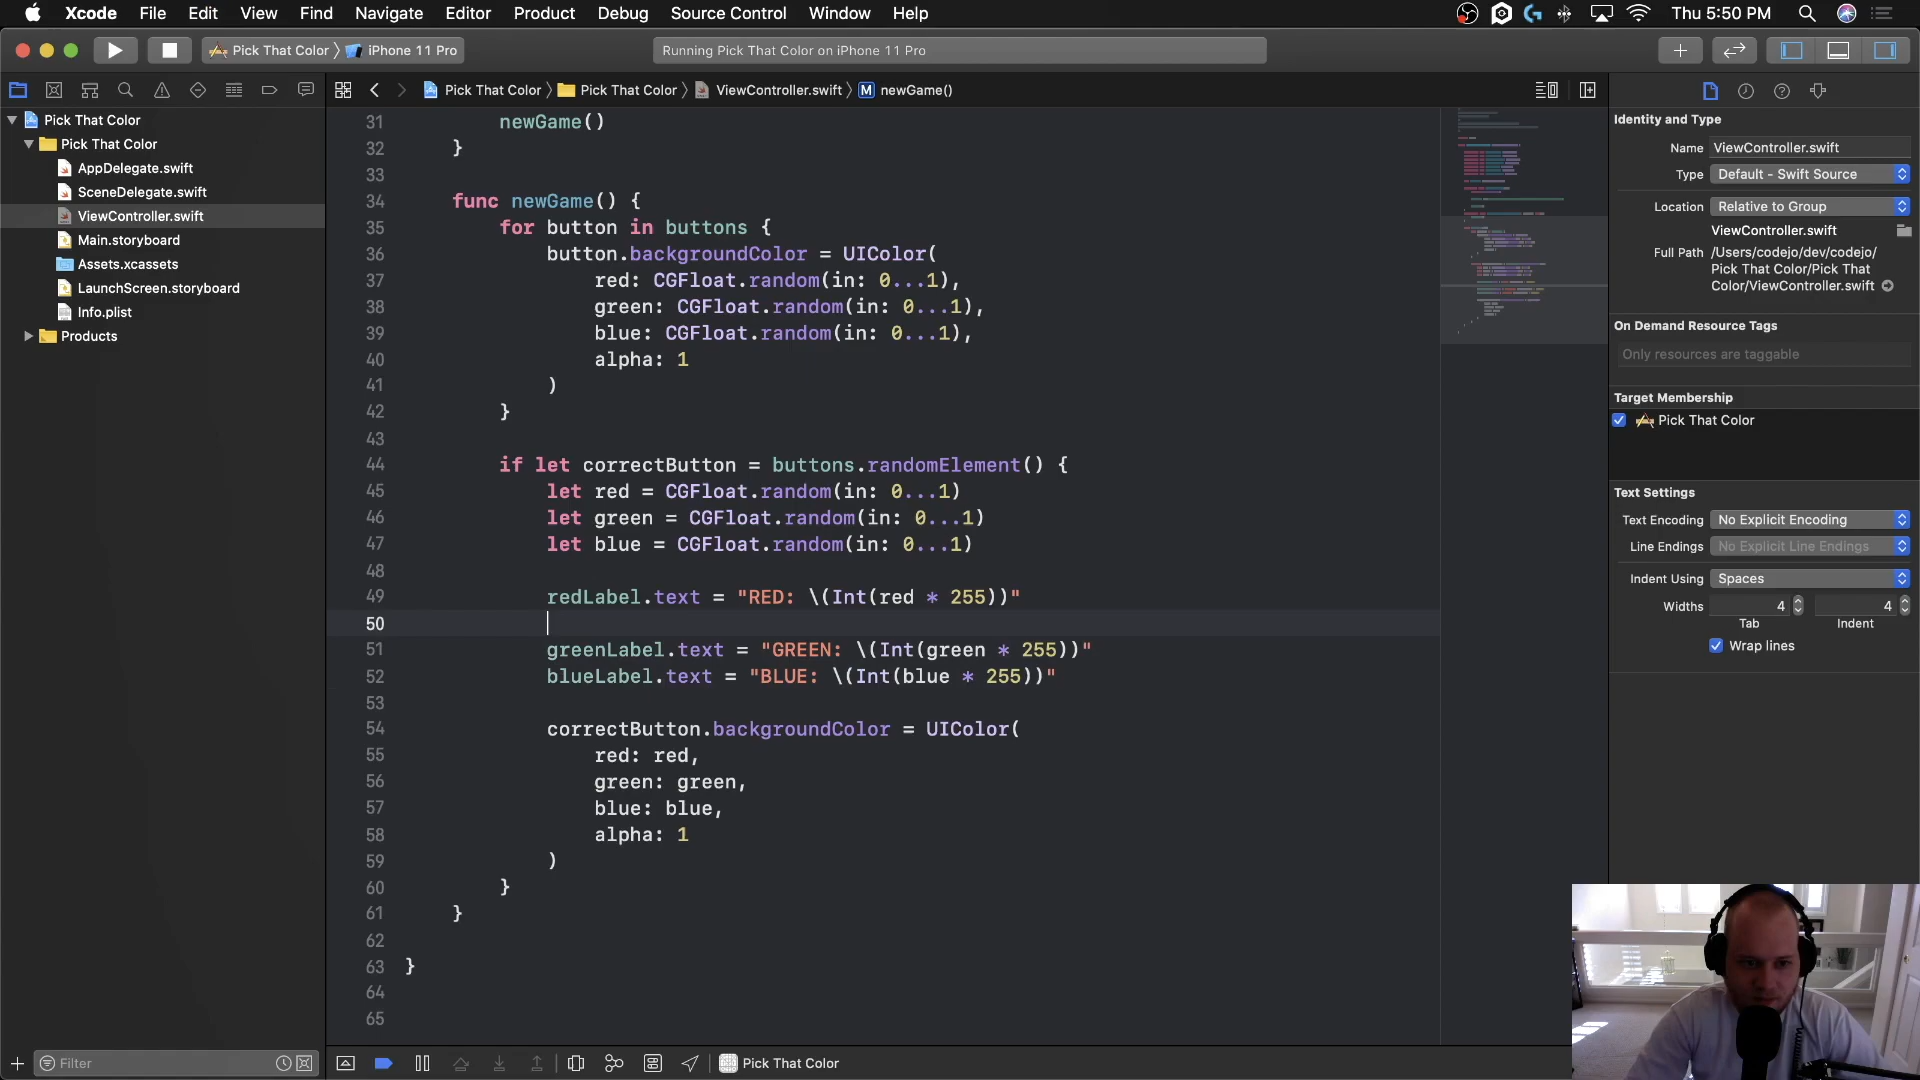 Xcode File Edit View Find Navigate Editor Product Debug Source Control Window Help Thu 5:50 PM
Pick That Color 〉 iPhone 11 Pro
Running Pick That Color on iPhone 11 Pro
Pick That Color 〉 Pick That Color 〉 ViewController.swift 〉 M newGame()
Pick That Color
Pick That Color
AppDelegate.swift
SceneDelegate.swift
ViewController.swift
Main.storyboard
Assets.xcassets
LaunchScreen.storyboard
Info.plist
Products
Filter
31 newGame()
32 }
33
34 func newGame() {
35 for button in buttons {
36 button.backgroundColor = UIColor(
37 red: CGFloat.random(in: 0...1),
38 green: CGFloat.random(in: 0...1),
39 blue: CGFloat.random(in: 0...1),
40 alpha: 1
41 )
42 }
43
44 if let correctButton = buttons.randomElement() {
45 let red = CGFloat.random(in: 0...1)
46 let green = CGFloat.random(in: 0...1)
47 let blue = CGFloat.random(in: 0...1)
48
49 redLabel.text = "RED: \(Int(red * 255))"
50
51 greenLabel.text = "GREEN: \(Int(green * 255))"
52 blueLabel.text = "BLUE: \(Int(blue * 255))"
53
54 correctButton.backgroundColor = UIColor(
55 red: red,
56 green: green,
57 blue: blue,
58 alpha: 1
59 )
60 }
61 }
62
63 }
64
65
Pick That Color
Identity and Type
Name ViewController.swift
Type Default - Swift Source
Location Relative to Group
ViewController.swift
Full Path /Users/codejo/dev/codejo/
Pick That Color/Pick That
Color/ViewController.swift
On Demand Resource Tags
Only resources are taggable
Target Membership
Pick That Color
Text Settings
Text Encoding No Explicit Encoding
Line Endings No Explicit Line Endings
Indent Using Spaces
Widths 4 4
Tab Indent
Wrap lines